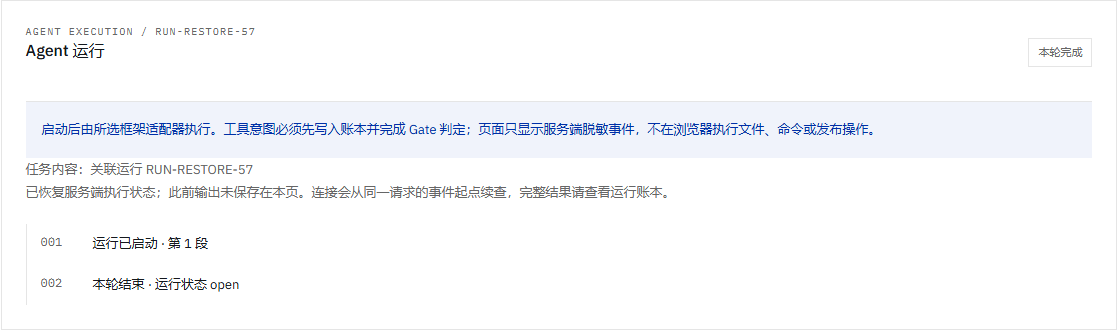 AGENT EXECUTION / RUN-RESTORE-57
Agent 运行
本轮完成
启动后由所选框架适配器执行。工具意图必须先写入账本并完成 Gate 判定；页面只显示服务端脱敏事件，不在浏览器执行文件、命令或发布操作。
任务内容：关联运行 RUN-RESTORE-57
已恢复服务端执行状态；此前输出未保存在本页。连接会从同一请求的事件起点续查，完整结果请查看运行账本。
001 运行已启动 · 第 1 段
002 本轮结束 · 运行状态 open